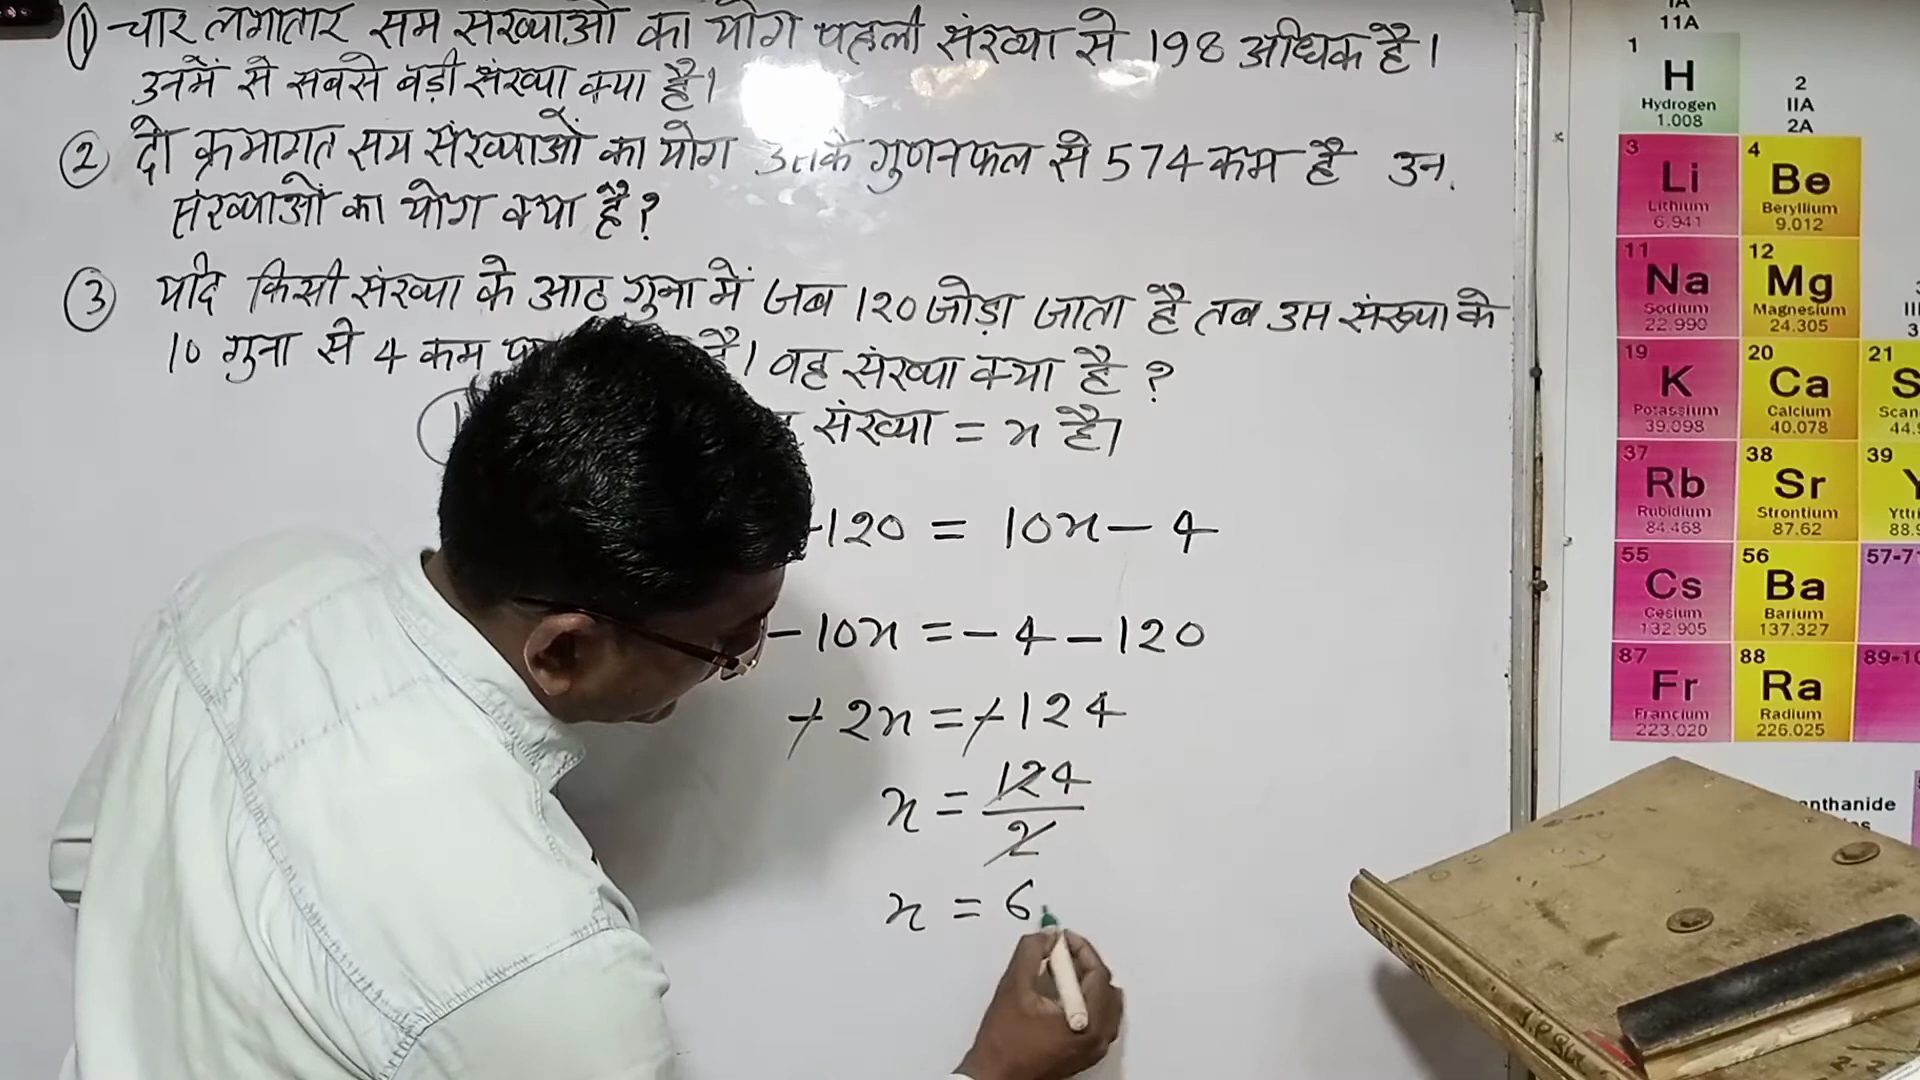 ① चार लगातार सम संख्याओं का योग पहली संख्या से 198 अधिक है।
उनमें से सबसे बड़ी संख्या क्या है।
② दो क्रमागत सम संख्याओं का योग उनके गुणनफल से 574 कम है उन
संख्याओं का योग क्या है?
③ यदि किसी संख्या के आठ गुना में जब 120 जोड़ा जाता है तब उस संख्या के
10 गुना से 4 कम है। वह संख्या क्या है ?
संख्या = x है।
120 = 10x - 4
- 10x = - 4 - 120
- 2x = - 124
x = 124
2
x = 6
IA
11A
1
H
Hydrogen
1.008
2
IIA
2A
3
Li
Lithium
6.941
4
Be
Beryllium
9.012
11
Na
Sodium
22.990
12
Mg
Magnesium
24.305
19
K
Potassium
39.098
20
Ca
Calcium
40.078
21
37
Rb
Rubidium
84.468
38
Sr
Strontium
87.62
39
Y
55
Cs
Cesium
132.905
56
Ba
Barium
137.327
87
Fr
Francium
223.020
88
Ra
Radium
226.025